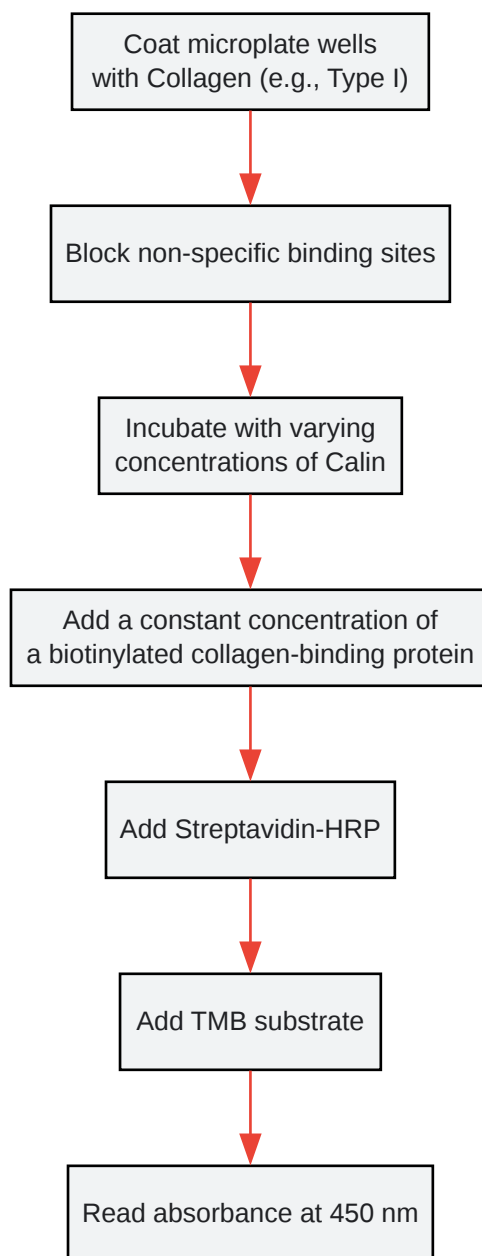 Coat microplate wells
with Collagen (e.g., Type I)
Block non-specific binding sites
Incubate with varying
concentrations of Calin
Add a constant concentration of
a biotinylated collagen-binding protein
Add Streptavidin-HRP
Add TMB substrate
Read absorbance at 450 nm